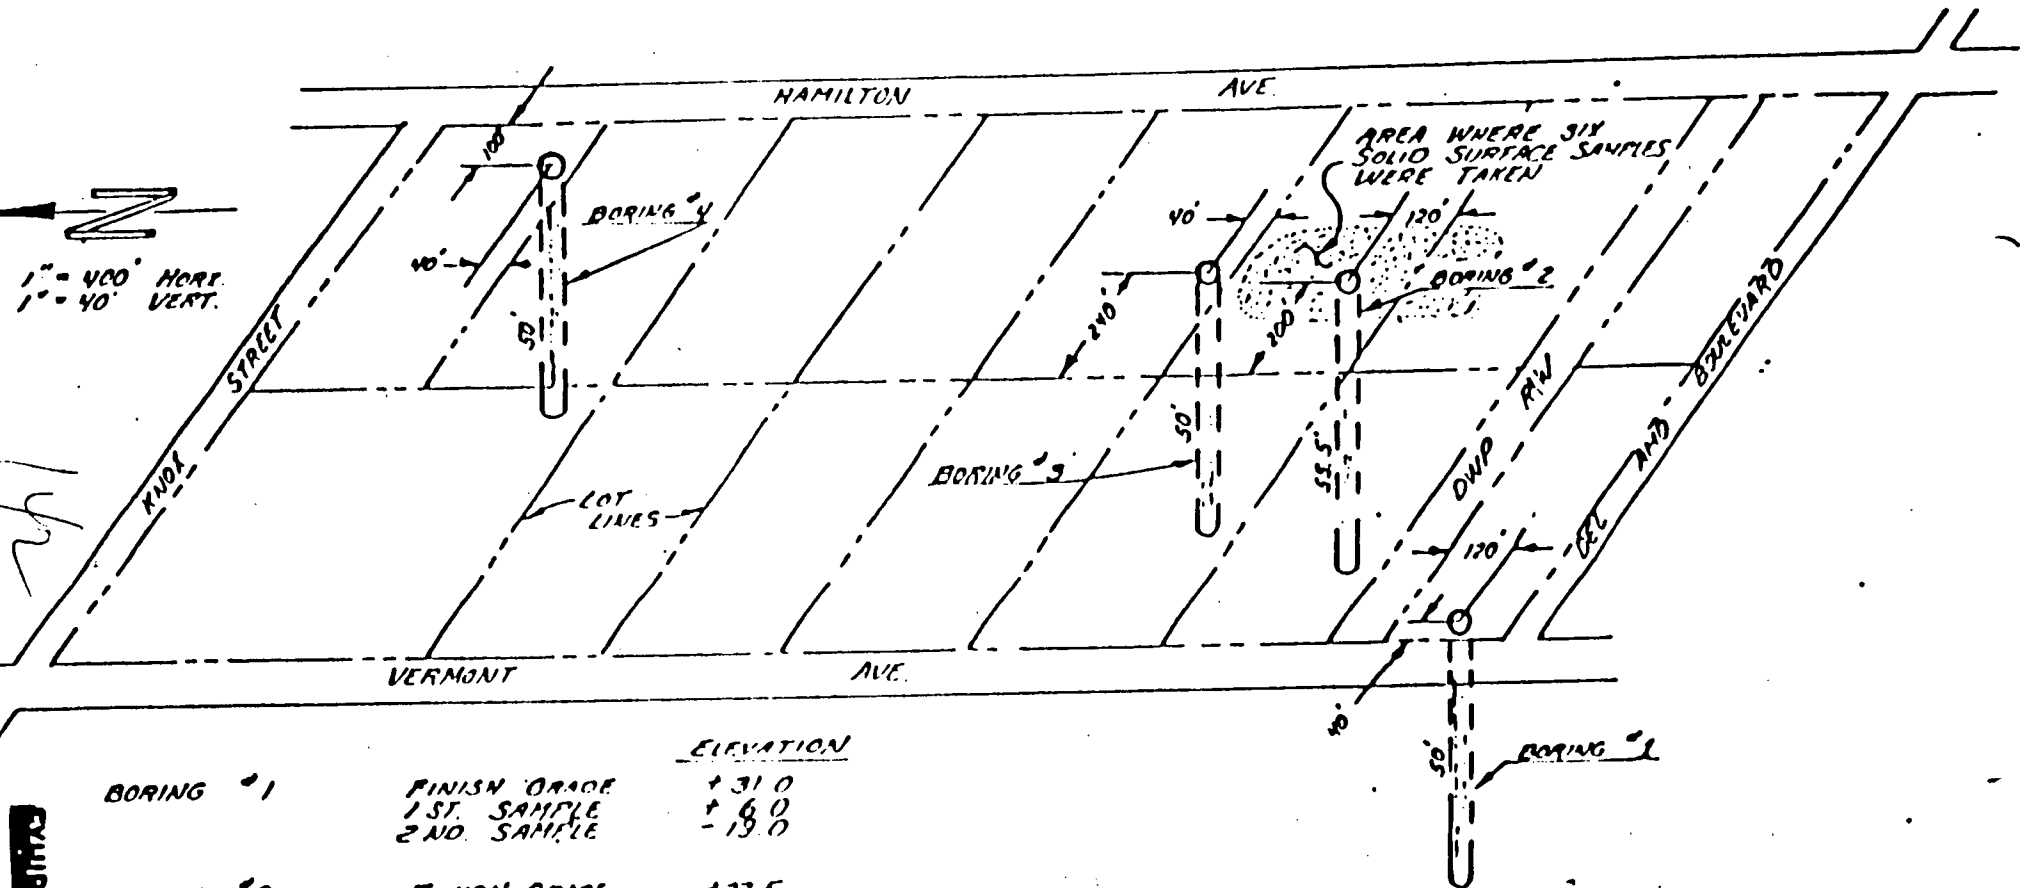 HAMILTON AVE.
100'
AREA WHERE SIX
SOLID SURFACE SAMPLES
WERE TAKEN
BORING #4
40'
40'
120'
1" = 400' HORZ.
1" = 40' VERT.
BORING #2
240'
200'
STREET
KNOX
50'
50'
BORING #3
LOT
LINES
DWP R/W
BOULEVARD
AND
DEL
120'
VERMONT AVE.
40'
50'
BORING #1
ELEVATION
BORING #1 FINISH GRADE +31.0
1ST. SAMPLE +6.0
2ND. SAMPLE -19.0